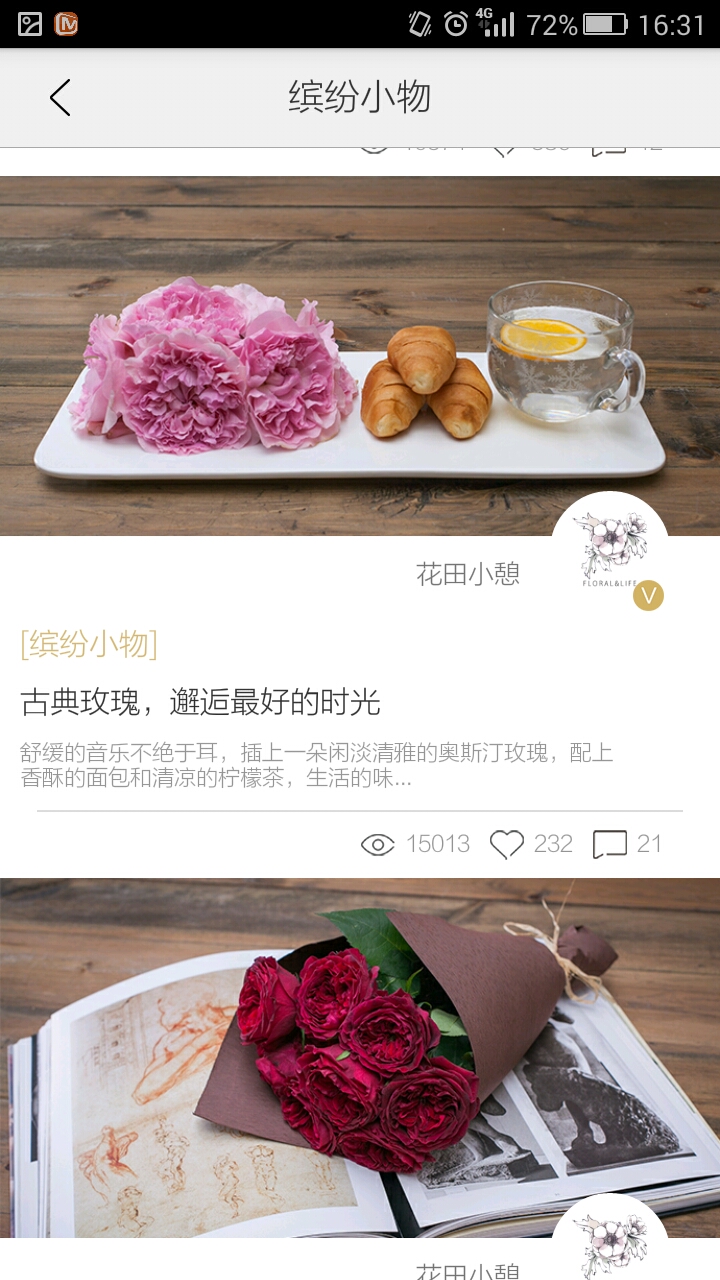 4G 72% 16:31
缤纷小物
花田小憩
FLORAL&LIFE
V
[缤纷小物]
古典玫瑰，邂逅最好的时光
舒缓的音乐不绝于耳，插上一朵闲淡清雅的奥斯汀玫瑰，配上
香酥的面包和清凉的柠檬茶，生活的味...
15013 232 21
花田小憩